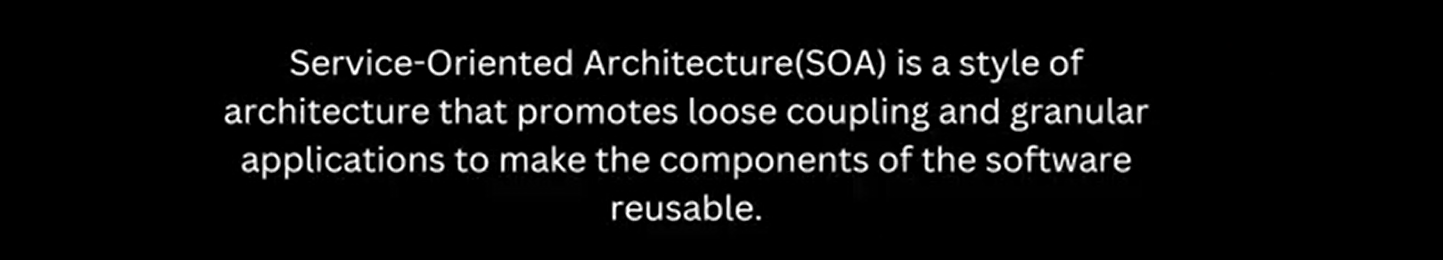 Service-Oriented Architecture(SOA) is a style of
architecture that promotes loose coupling and granular
applications to make the components of the software
reusable.